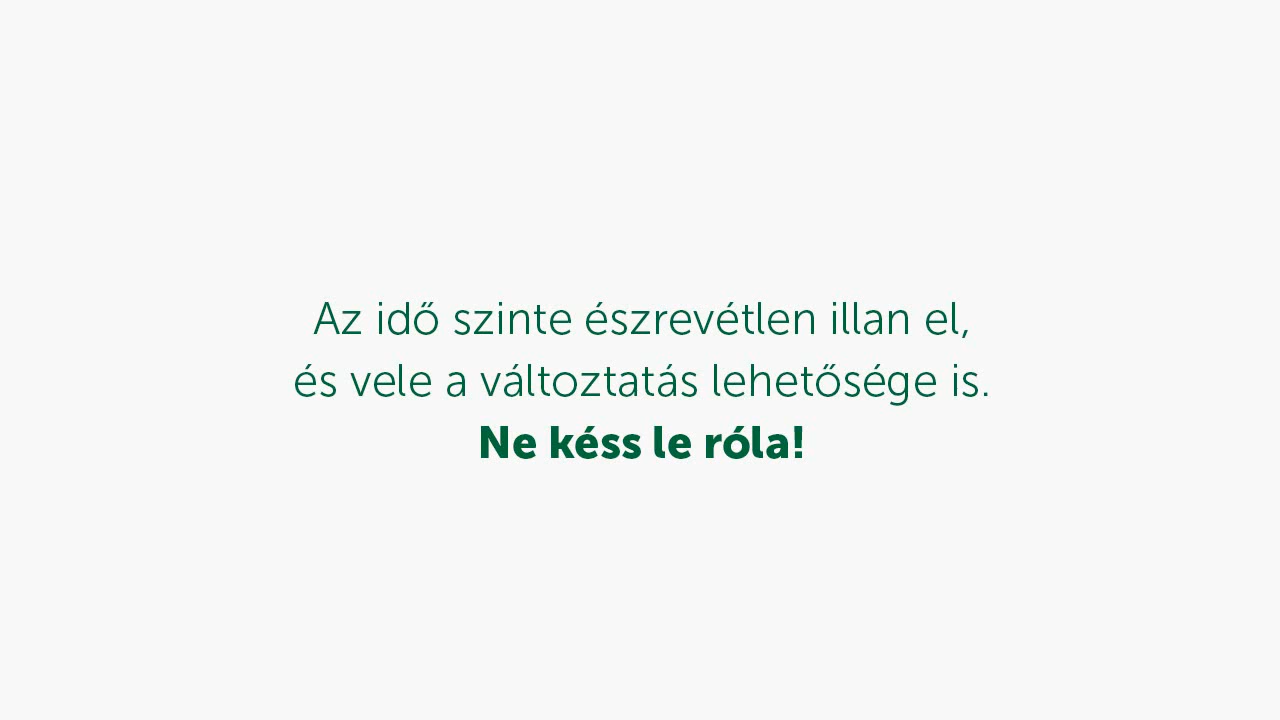 Az idő szinte észrevétlen illan el,
és vele a változtatás lehetősége is.
Ne késs le róla!